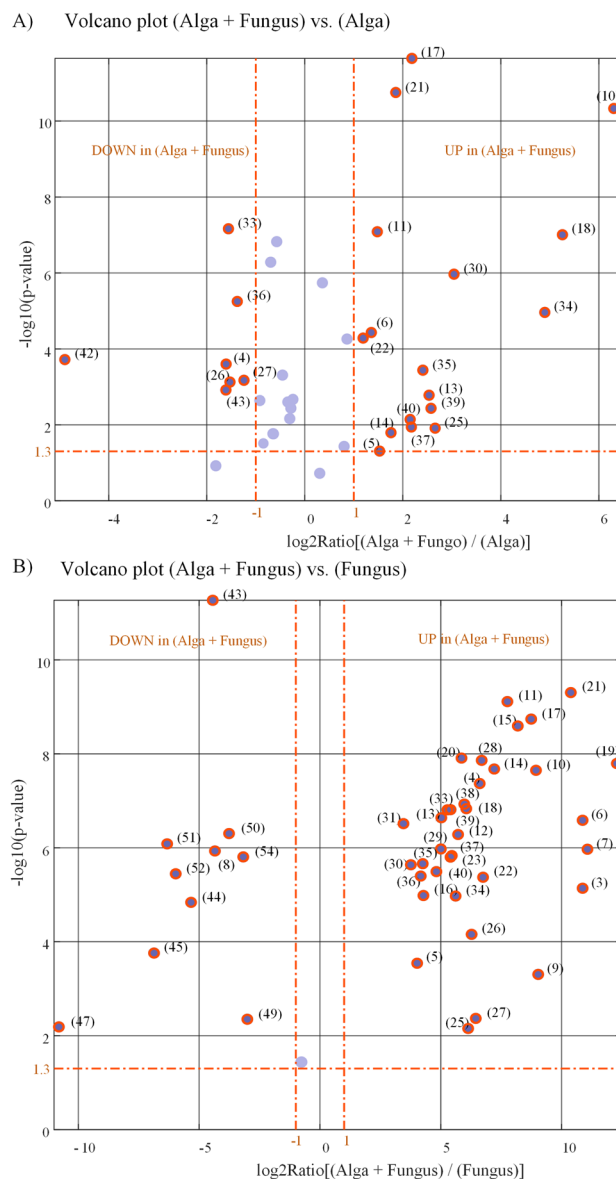 A) Volcano plot (Alga + Fungus) vs. (Alga)
(17)
(21)
(10
10
DOWN in (Alga + Fungus) UP in (Alga + Fungus)
8
(33) (11) (18)
6
(30)
(36) (34)
(6)
4
(22)
(42) (4) (35)
(26) (27) (13)
(43) (40) (39)
2
(14) (37) (25)
1.3
(5)
0
-log10(p-value)
-4 -2 0 2 4 6
-1 1
log2Ratio[(Alga + Fungo) / (Alga)]
B) Volcano plot (Alga + Fungus) vs. (Fungus)
(43)
DOWN in (Alga + Fungus) UP in (Alga + Fungus)
10
(21)
(11)
(15) (17)
8
(20) (28) (19
(14) (10)
(4)
(38)
(33) (18) (6)
(31) (13) (39)
(50) (12)
6
(51) (29) (37) (7)
(8) (54) (35) (23)
(30)
(52) (36) (40) (22) (3)
(44) (16) (34)
(26)
4
(45) (5)
(9)
(49) (27)
(47) (25)
2
1.3
0
-log10(p-value)
-10 -5 0 5 10
-1 1
log2Ratio[(Alga + Fungus) / (Fungus)]